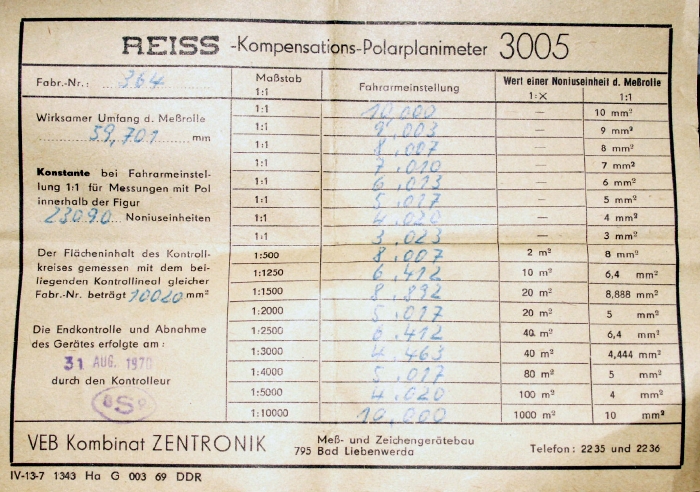 REISS -Kompensations-Polarplanimeter 3005
Fabr.-Nr.: 364
Wirksamer Umfang d. Meßrolle
59,701 mm
Konstante bei Fahrarmeinstel-
lung 1:1 für Messungen mit Pol
innerhalb der Figur
23090 Noniuseinheiten
Der Flächeninhalt des Kontroll-
kreises gemessen mit dem bei-
liegenden Kontrollineal gleicher
Fabr.-Nr. beträgt 10020 mm²
Die Endkontrolle und Abnahme
des Gerätes erfolgte am:
31 AUG. 1970
durch den Kontrolleur
Maßstab Fahrarmeinstellung Wert einer Noniuseinheit d. Meßrolle
1:1 1:X 1:1
1:1 10,000 — 10 mm²
1:1 9.003 — 9 mm²
1:1 8.007 — 8 mm²
1:1 7.010 — 7 mm²
1:1 6.013 — 6 mm²
1:1 5.017 — 5 mm²
1:1 4.020 — 4 mm²
1:1 3.023 — 3 mm²
1:500 8.007 2 m² 8 mm²
1:1250 6.412 10 m² 6,4 mm²
1:1500 8.892 20 m² 8,888 mm²
1:2000 5.017 20 m² 5 mm²
1:2500 6.412 40 m² 6,4 mm²
1:3000 4.463 40 m² 4,444 mm²
1:4000 5.017 80 m² 5 mm²
1:5000 4.020 100 m² 4 mm²
1:10000 10,000 1000 m² 10 mm²
VEB Kombinat ZENTRONIK
Meß- und Zeichengerätebau
795 Bad Liebenwerda
Telefon: 22 35 und 22 36
IV-13-7 1343 Ha G 003 69 DDR